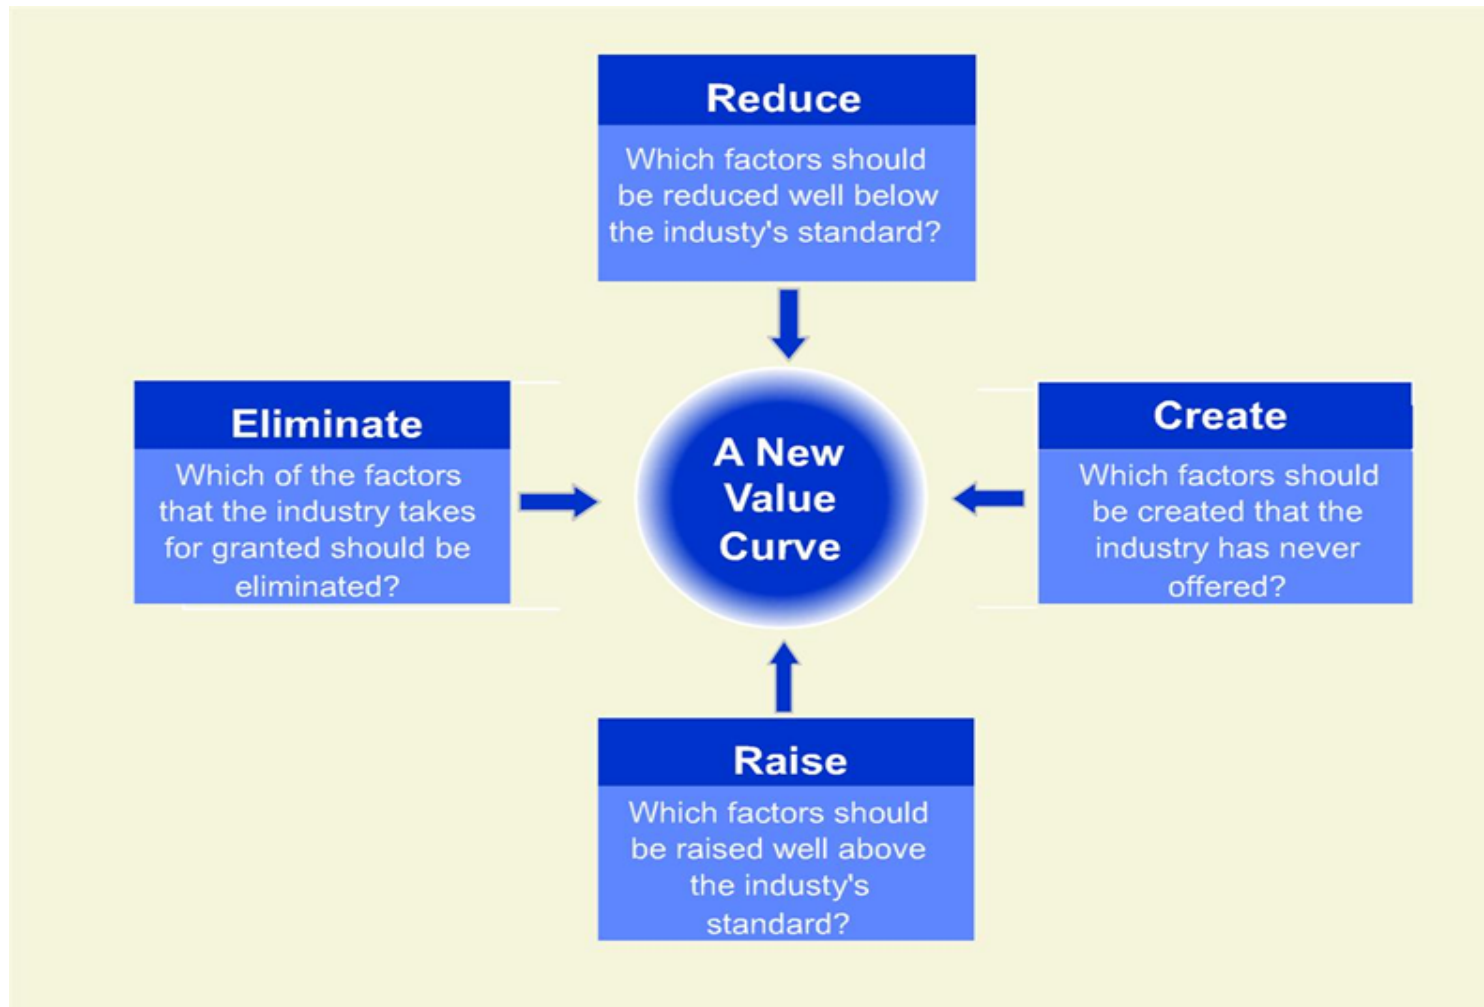 Reduce
Which factors should
be reduced well below
the industy's standard?
Eliminate
Which of the factors
that the industry takes
for granted should be
eliminated?
A New
Value
Curve
Create
Which factors should
be created that the
industry has never
offered?
Raise
Which factors should
be raised well above
the industy's
standard?